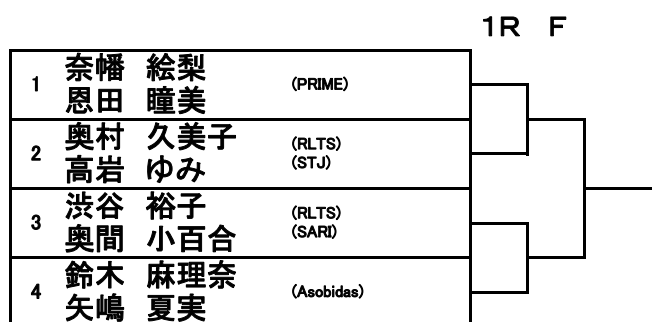 1R F
1 奈幡 絵梨 (PRIME)
恩田 瞳美
2 奥村 久美子 (RLTS)
高岩 ゆみ (STJ)
3 渋谷 裕子 (RLTS)
奥間 小百合 (SARI)
4 鈴木 麻理奈 (Asobidas)
矢嶋 夏実